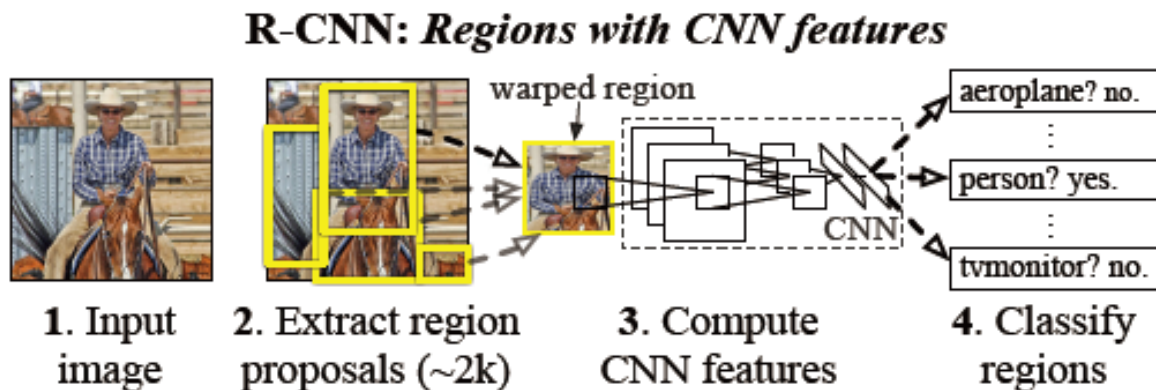 R-CNN: Regions with CNN features
warped region
aeroplane? no.
⋮
person? yes.
⋮
tvmonitor? no.
CNN
1. Input image
2. Extract region proposals (~2k)
3. Compute CNN features
4. Classify regions